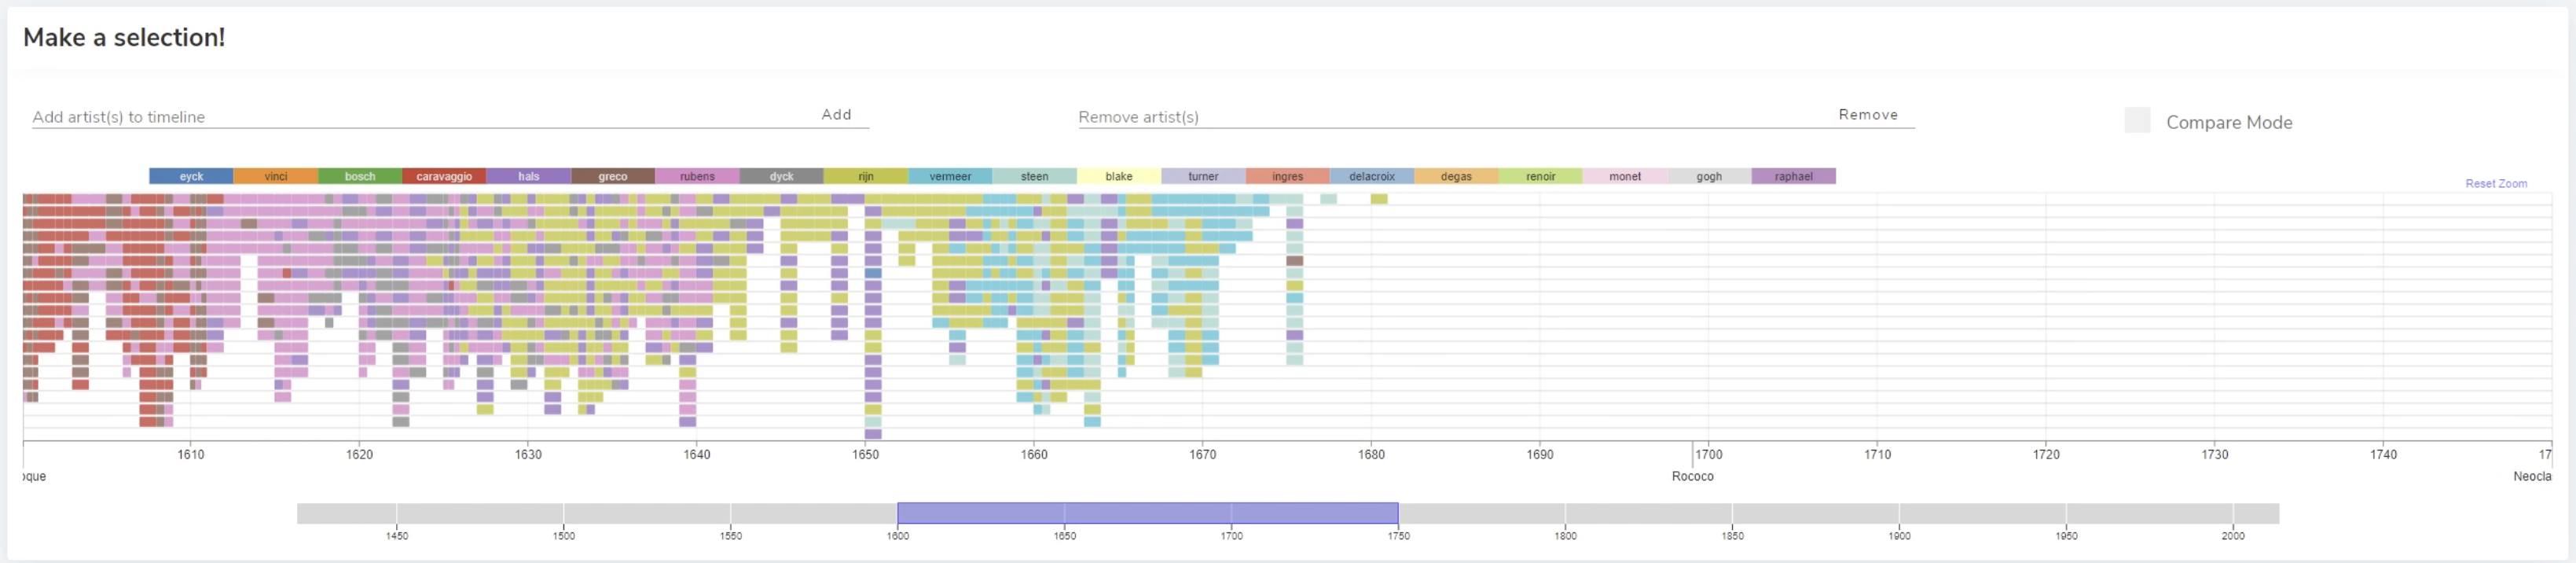 Make a selection!
Add artist(s) to timeline Add Remove artist(s) Remove Compare Mode
eyck vinci bosch caravaggio hals greco rubens dyck rijn vermeer steen blake turner ingres delacroix degas renoir monet gogh raphael
Reset Zoom
1610 1620 1630 1640 1650 1660 1670 1680 1690 1700 1710 1720 1730 1740 17
oque Rococo Neocla
1450 1500 1550 1600 1650 1700 1750 1800 1850 1900 1950 2000